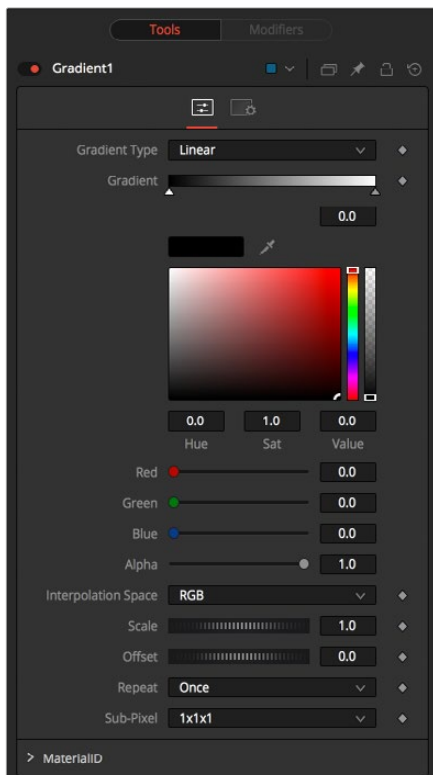 Tools Modifiers
Gradient1
Gradient Type Linear
Gradient
0.0
0.0 1.0 0.0
Hue Sat Value
Red 0.0
Green 0.0
Blue 0.0
Alpha 1.0
Interpolation Space RGB
Scale 1.0
Offset 0.0
Repeat Once
Sub-Pixel 1x1x1
> MaterialID